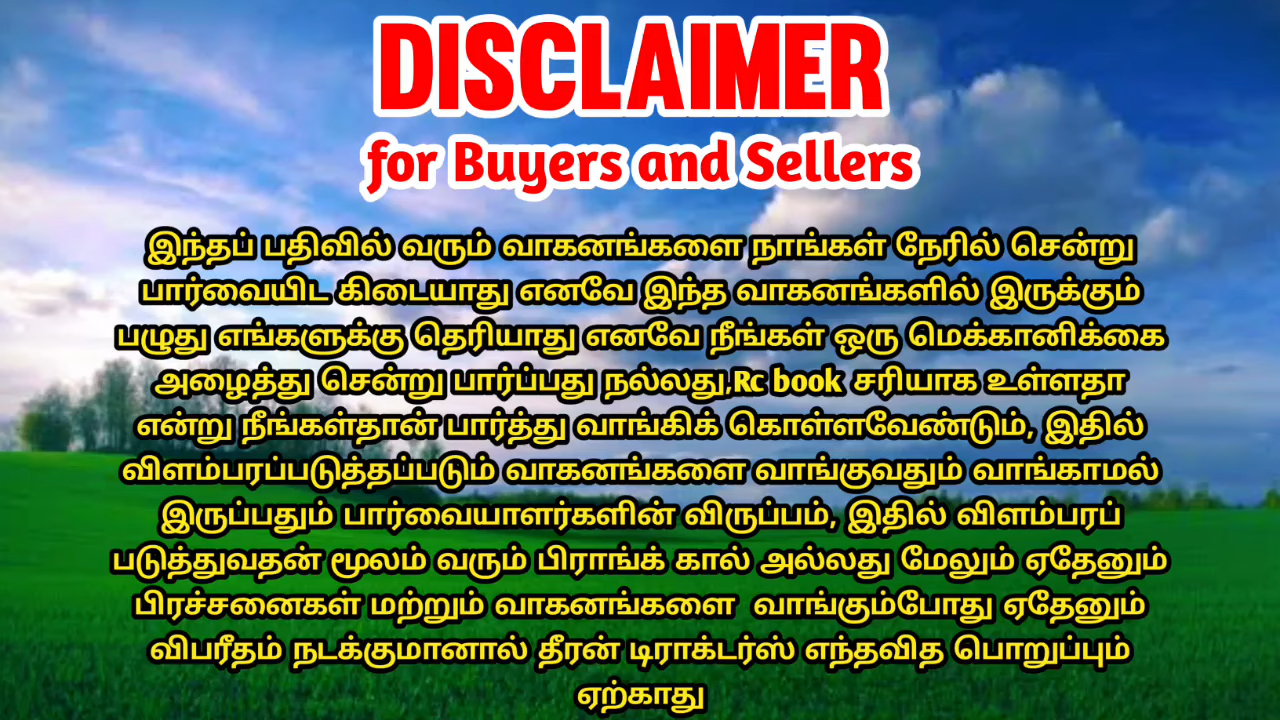 DISCLAIMER
for Buyers and Sellers
இந்தப் பதிவில் வரும் வாகனங்களை நாங்கள் நேரில் சென்று
பார்வையிட கிடையாது எனவே இந்த வாகனங்களில் இருக்கும்
பழுது எங்களுக்கு தெரியாது எனவே நீங்கள் ஒரு மெக்கானிக்கை
அழைத்து சென்று பார்ப்பது நல்லது,Rc book சரியாக உள்ளதா
என்று நீங்கள்தான் பார்த்து வாங்கிக் கொள்ளவேண்டும், இதில்
விளம்பரப்படுத்தப்படும் வாகனங்களை வாங்குவதும் வாங்காமல்
இருப்பதும் பார்வையாளர்களின் விருப்பம், இதில் விளம்பரப்
படுத்துவதன் மூலம் வரும் பிராங்க் கால் அல்லது மேலும் ஏதேனும்
பிரச்சனைகள் மற்றும் வாகனங்களை வாங்கும்போது ஏதேனும்
விபரீதம் நடக்குமானால் தீரன் டிராக்டர்ஸ் எந்தவித பொறுப்பும்
ஏற்காது